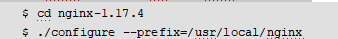 $ cd nginx-1.17.4
$ ./configure --prefix=/usr/local/nginx